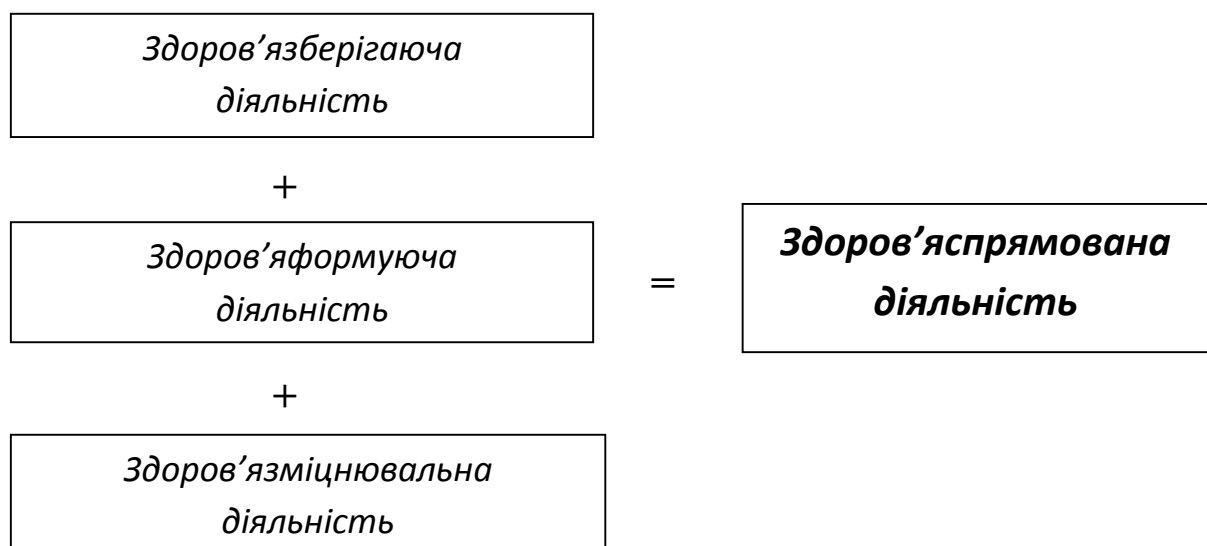 Здоров’язберігаюча
діяльність
+
Здоров’яформуюча
діяльність
=
Здоров’яспрямована
діяльність
+
Здоров’язміцнювальна
діяльність